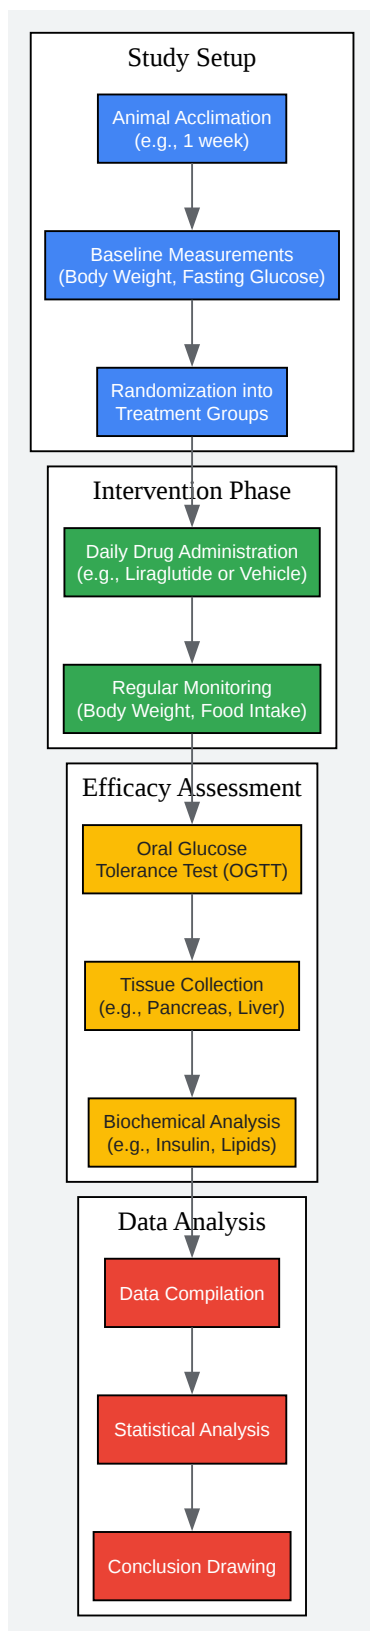 Study Setup
Animal Acclimation
(e.g., 1 week)
Baseline Measurements
(Body Weight, Fasting Glucose)
Randomization into
Treatment Groups
Intervention Phase
Daily Drug Administration
(e.g., Liraglutide or Vehicle)
Regular Monitoring
(Body Weight, Food Intake)
Efficacy Assessment
Oral Glucose
Tolerance Test (OGTT)
Tissue Collection
(e.g., Pancreas, Liver)
Biochemical Analysis
(e.g., Insulin, Lipids)
Data Analysis
Data Compilation
Statistical Analysis
Conclusion Drawing